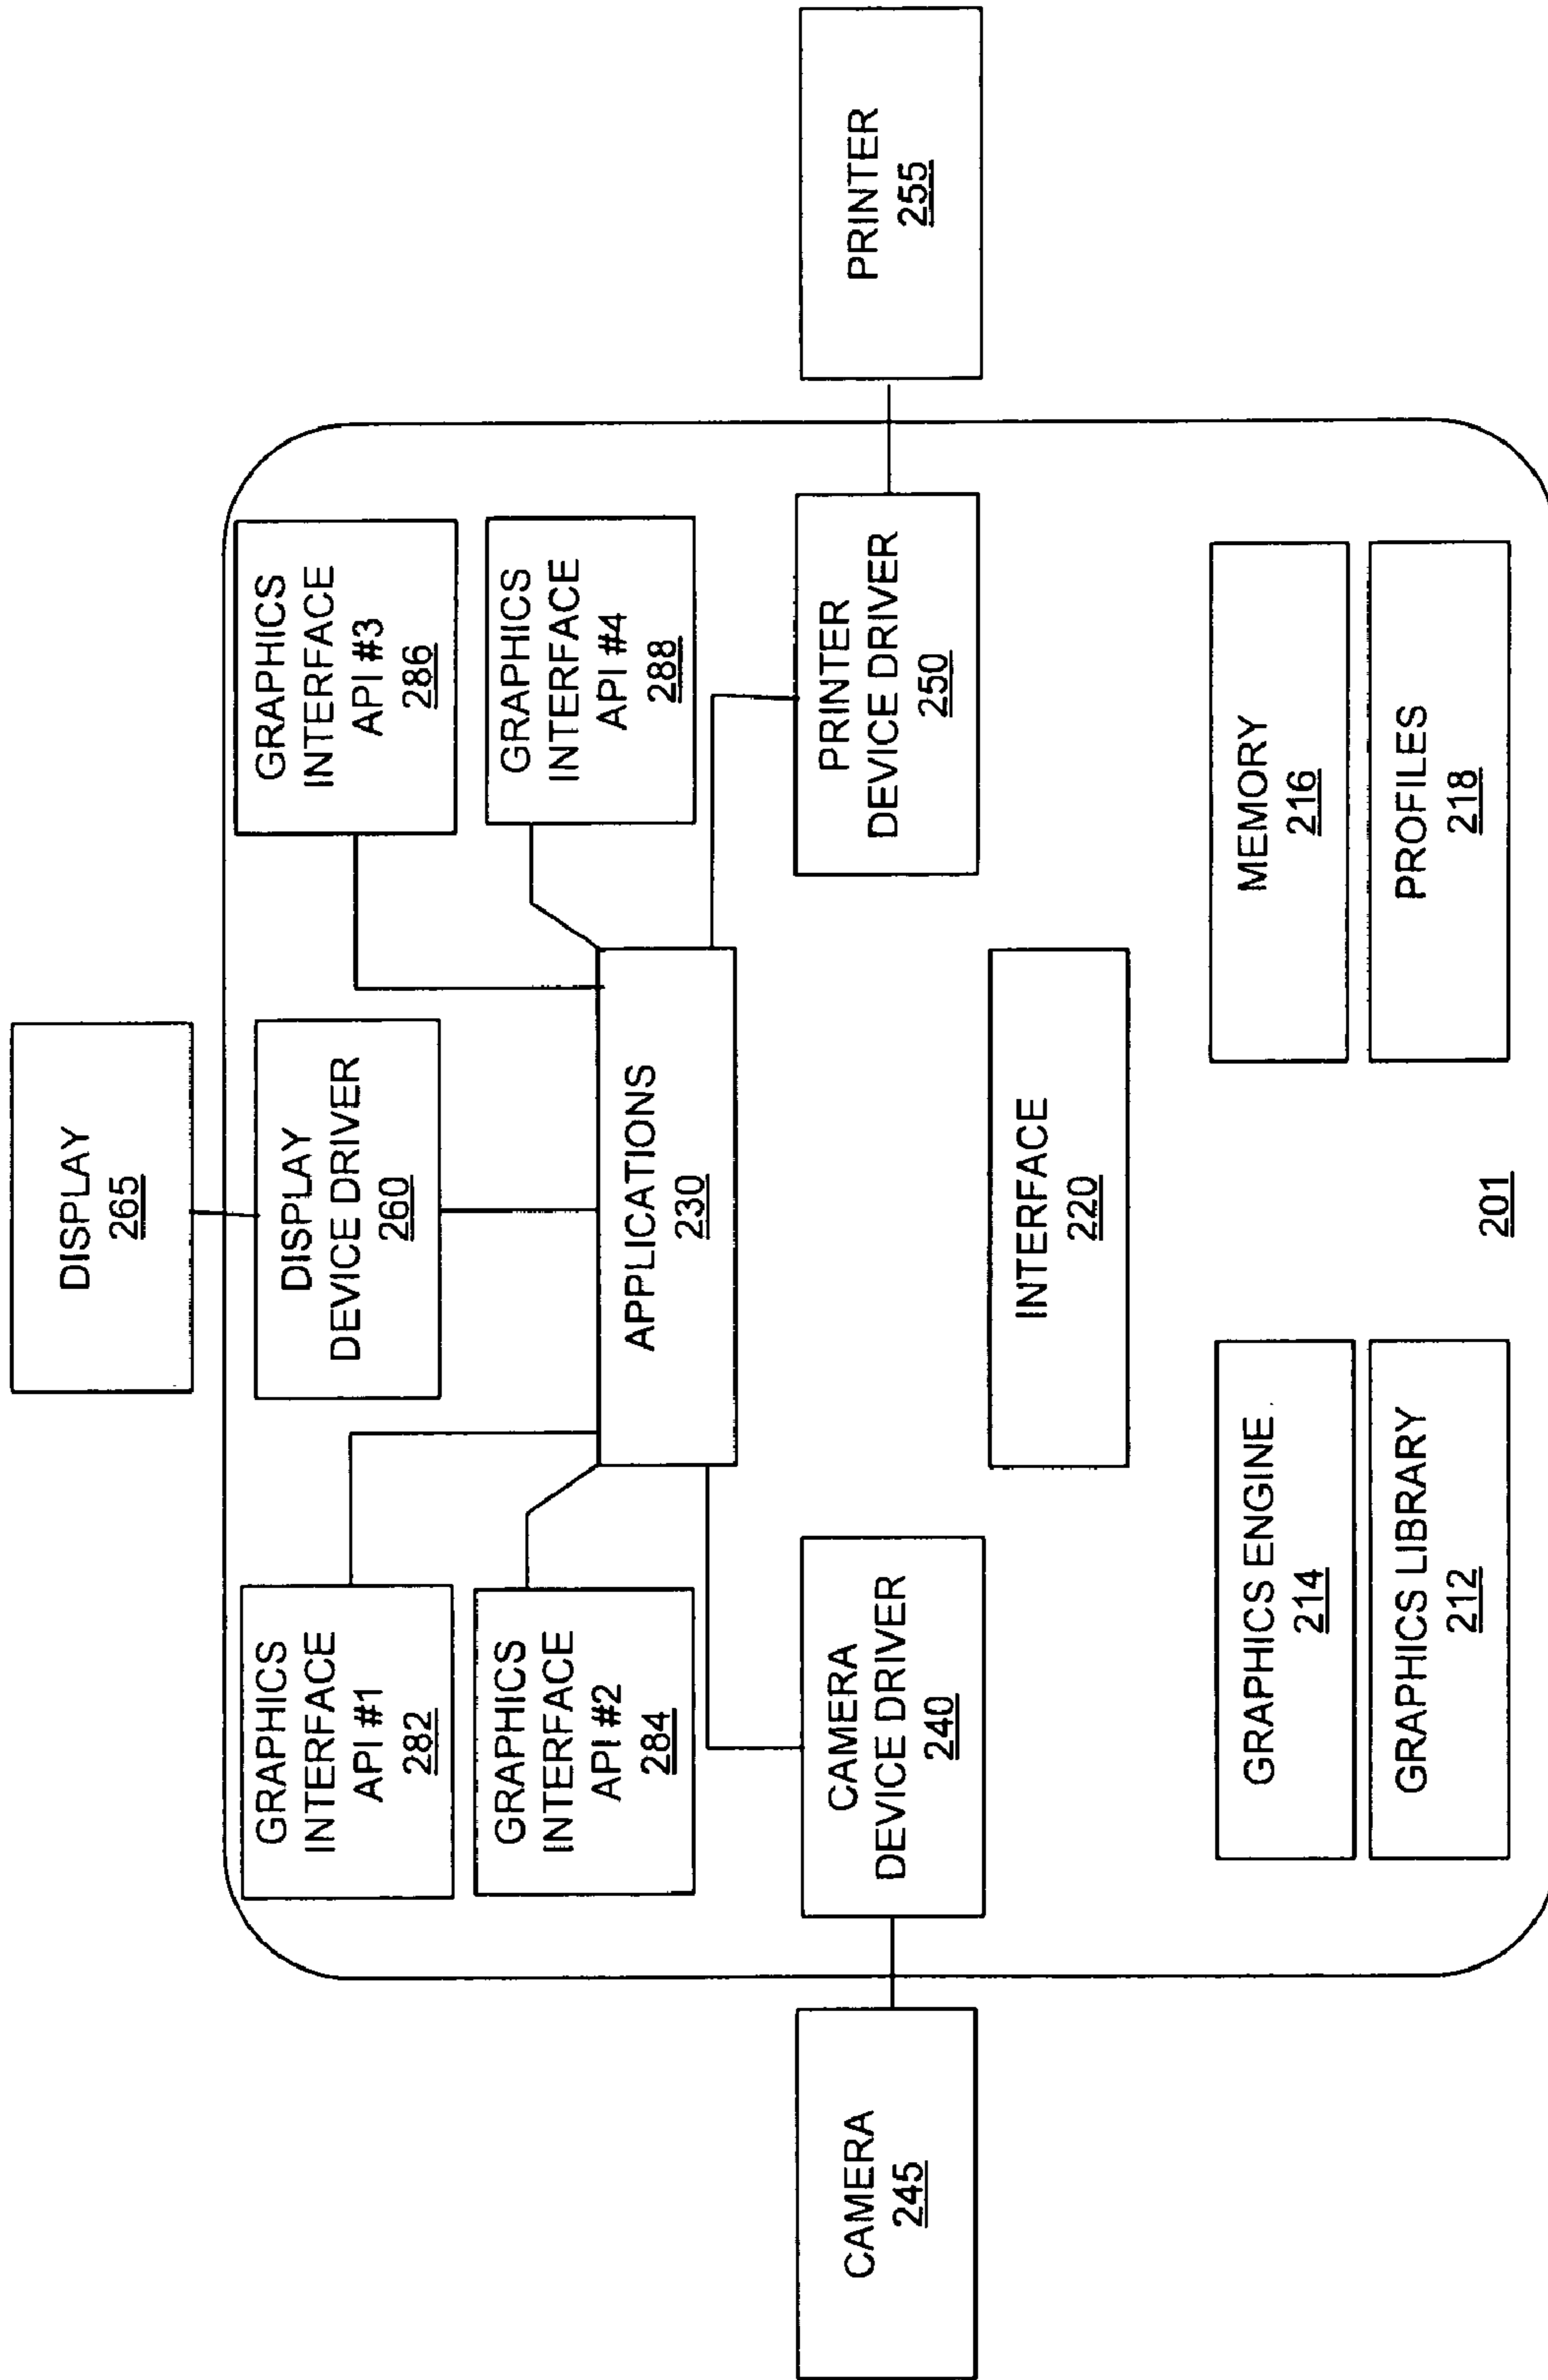 DISPLAY
265
GRAPHICS
INTERFACE
API #1
282
DISPLAY
DEVICE DRIVER
260
GRAPHICS
INTERFACE
API #3
286
GRAPHICS
INTERFACE
API #2
284
GRAPHICS
INTERFACE
API #4
288
APPLICATIONS
230
CAMERA
245
CAMERA
DEVICE DRIVER
240
PRINTER
DEVICE DRIVER
250
PRINTER
255
INTERFACE
220
GRAPHICS ENGINE
214
MEMORY
216
GRAPHICS LIBRARY
212
PROFILES
218
201